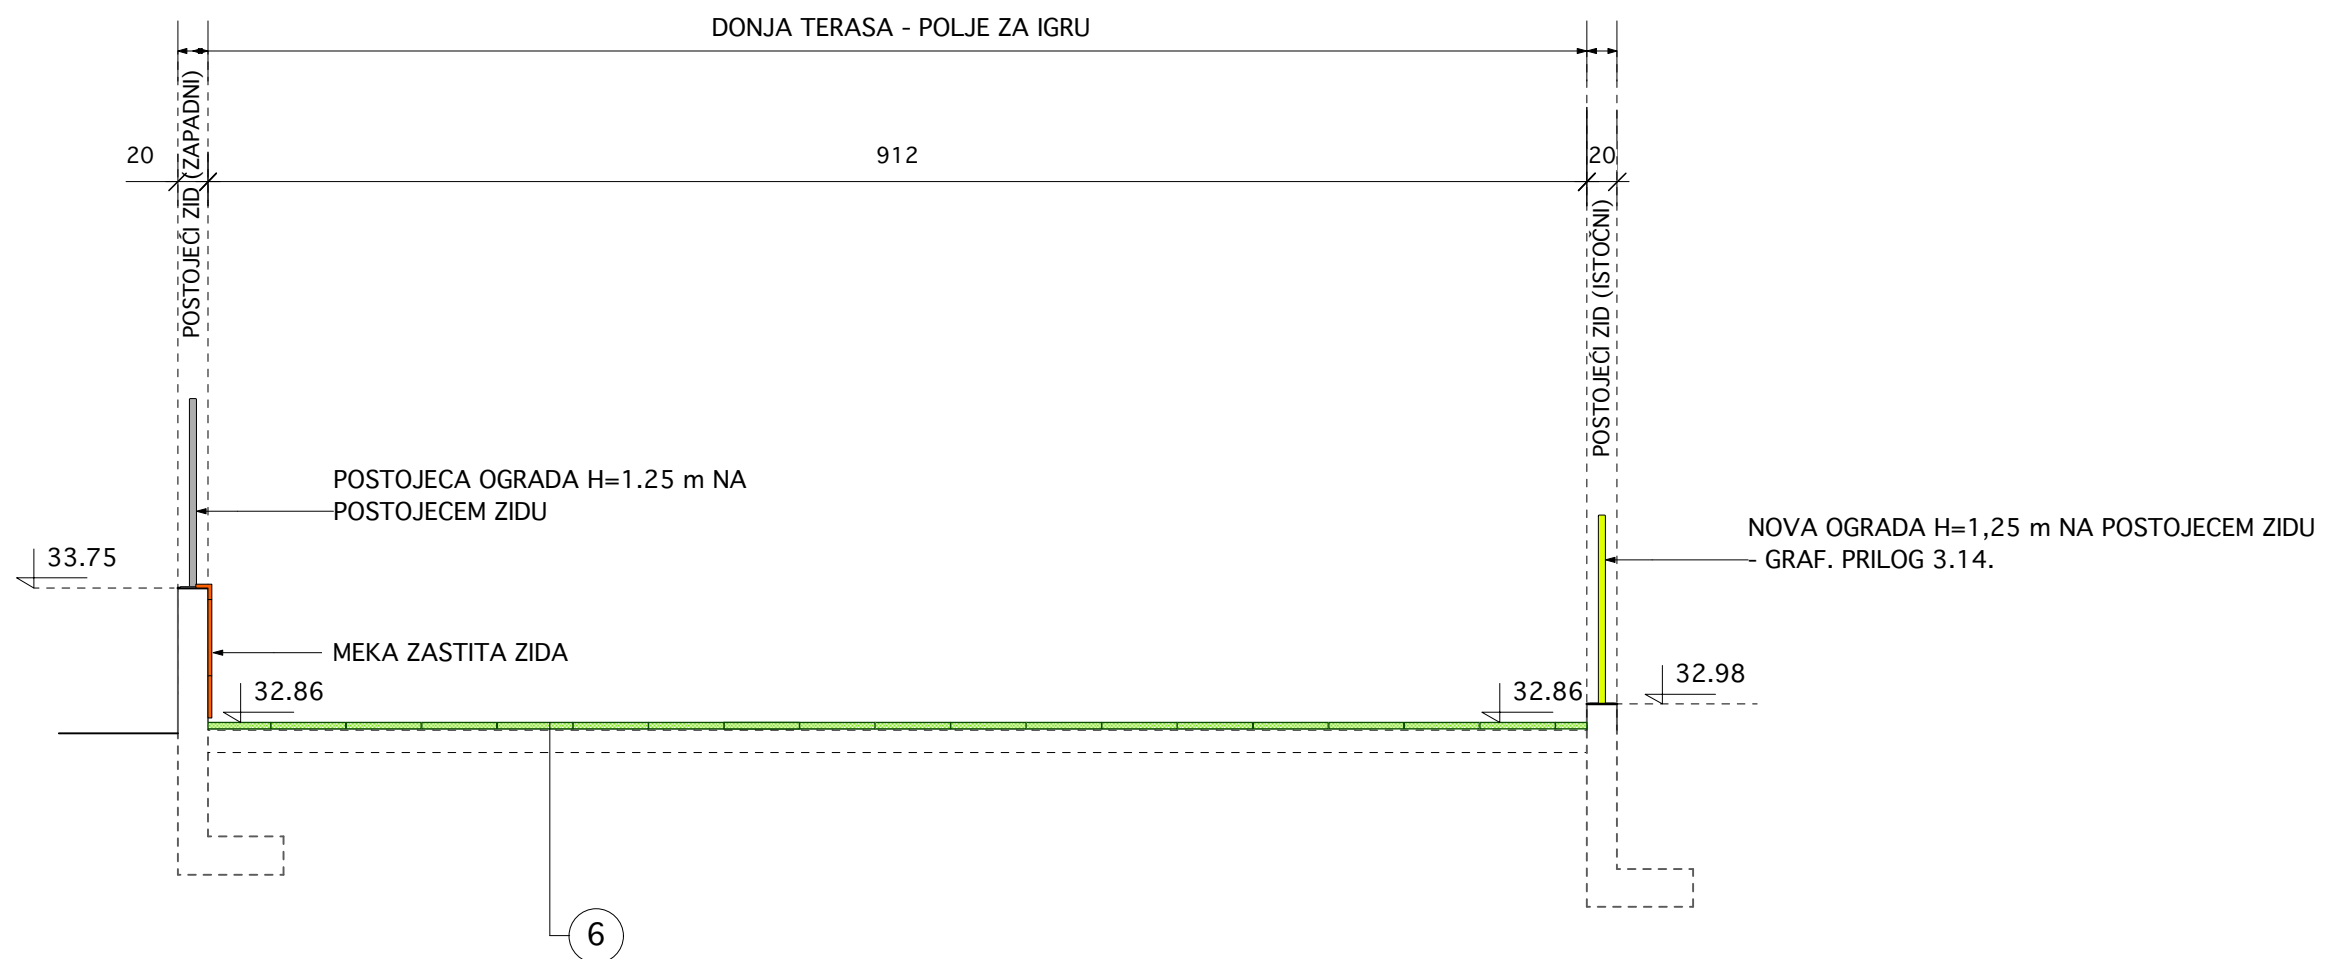 DONJA TERASA - POLJE ZA IGRU
POSTOJEĆI ZID (ZAPADNI)
20
912
20
POSTOJEĆI ZID (ISTOČNI)
POSTOJECA OGRADA H=1.25 m NA
POSTOJECEM ZIDU
NOVA OGRADA H=1,25 m NA POSTOJECEM ZIDU
- GRAF. PRILOG 3.14.
33.75
MEKA ZASTITA ZIDA
32.86
32.86
32.98
6